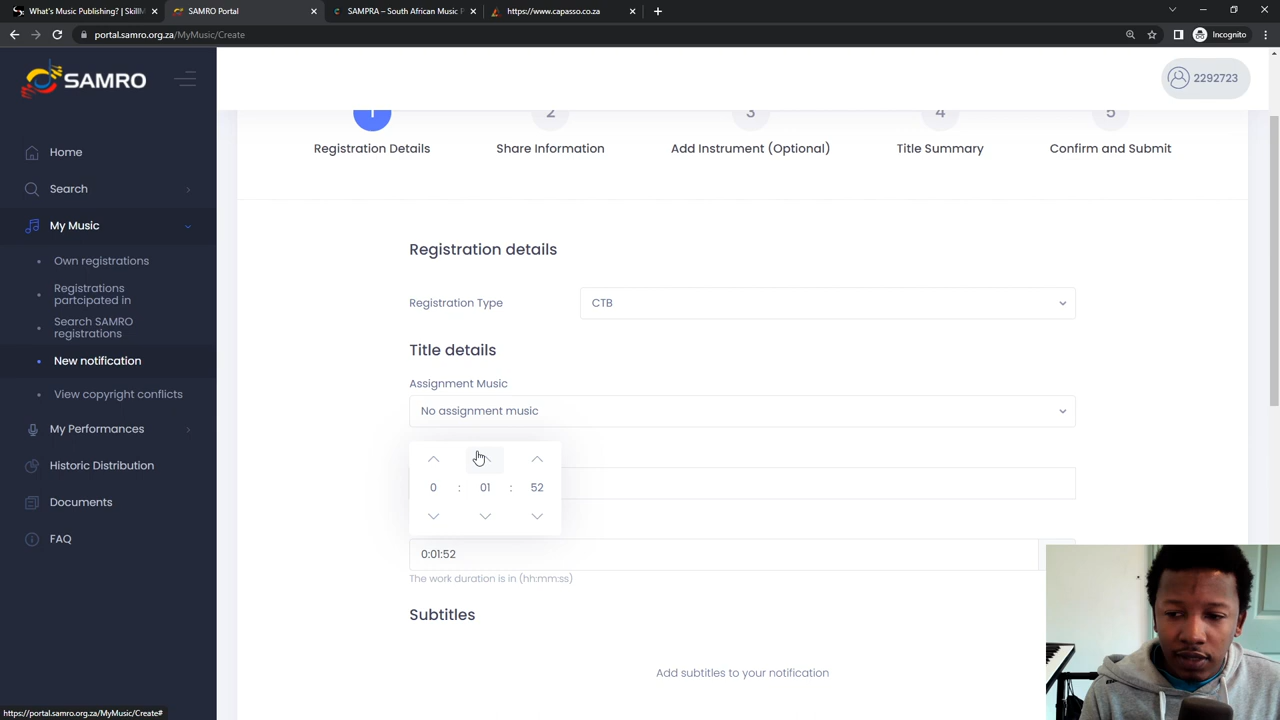 What's Music Publishing? | SkillM
SAMRO Portal
SAMPRA – South African Music P
https://www.capasso.co.za
portal.samro.org.za/MyMusic/Create
Incognito
SAMRO
2292723
1
2
3
4
5
Registration Details
Share Information
Add Instrument (Optional)
Title Summary
Confirm and Submit
Home
Search
My Music
Own registrations
Registrations
partcipated in
Search SAMRO
registrations
New notification
View copyright conflicts
My Performances
Historic Distribution
Documents
FAQ
Registration details
Registration Type
CTB
Title details
Assignment Music
No assignment music
0 : 01 : 52
0:01:52
The work duration is in (hh:mm:ss)
Subtitles
Add subtitles to your notification
https://portal.samro.org.za/MyMusic/Create#